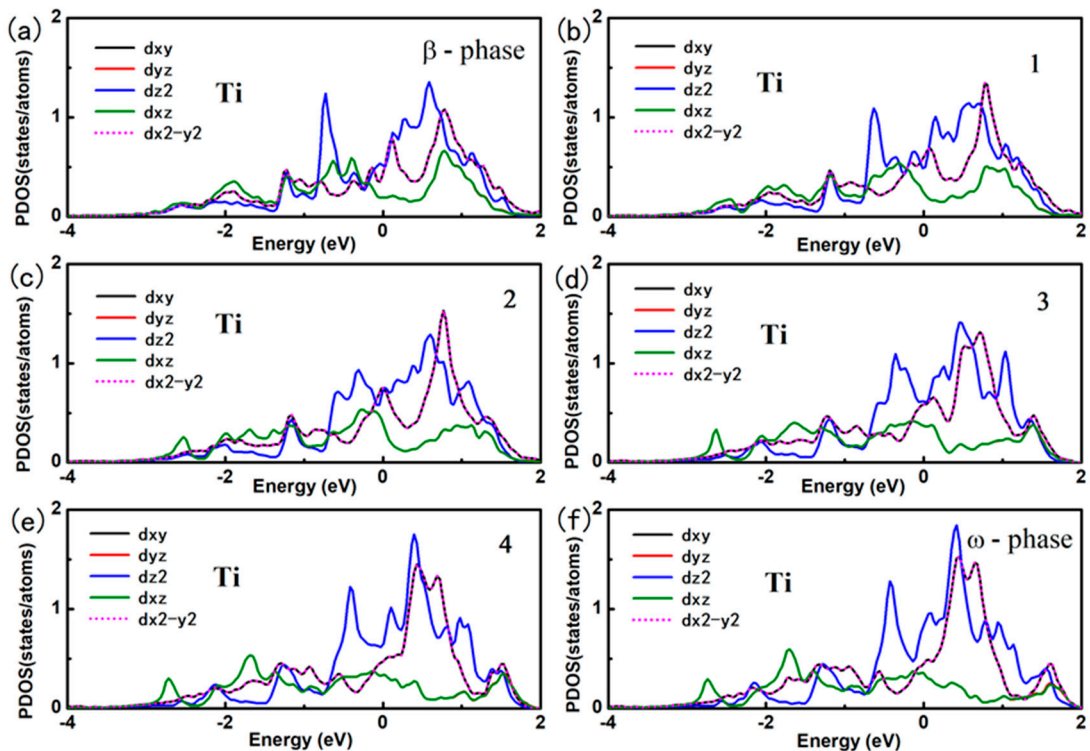 (a)
β - phase
Ti
dxy
dyz
dz2
dxz
dx2-y2
PDOS(states/atoms)
2
1
0
-4 -2 0 2
Energy (eV)
(b)
1
Ti
dxy
dyz
dz2
dxz
dx2-y2
PDOS(states/atoms)
2
1
0
-4 -2 0 2
Energy (eV)
(c)
2
Ti
dxy
dyz
dz2
dxz
dx2-y2
PDOS(states/atoms)
2
1
0
-4 -2 0 2
Energy (eV)
(d)
3
Ti
dxy
dyz
dz2
dxz
dx2-y2
PDOS(states/atoms)
2
1
0
-4 -2 0 2
Energy (eV)
(e)
4
Ti
dxy
dyz
dz2
dxz
dx2-y2
PDOS(states/atoms)
2
1
0
-4 -2 0 2
Energy (eV)
(f)
ω - phase
Ti
dxy
dyz
dz2
dxz
dx2-y2
PDOS(states/atoms)
2
1
0
-4 -2 0 2
Energy (eV)